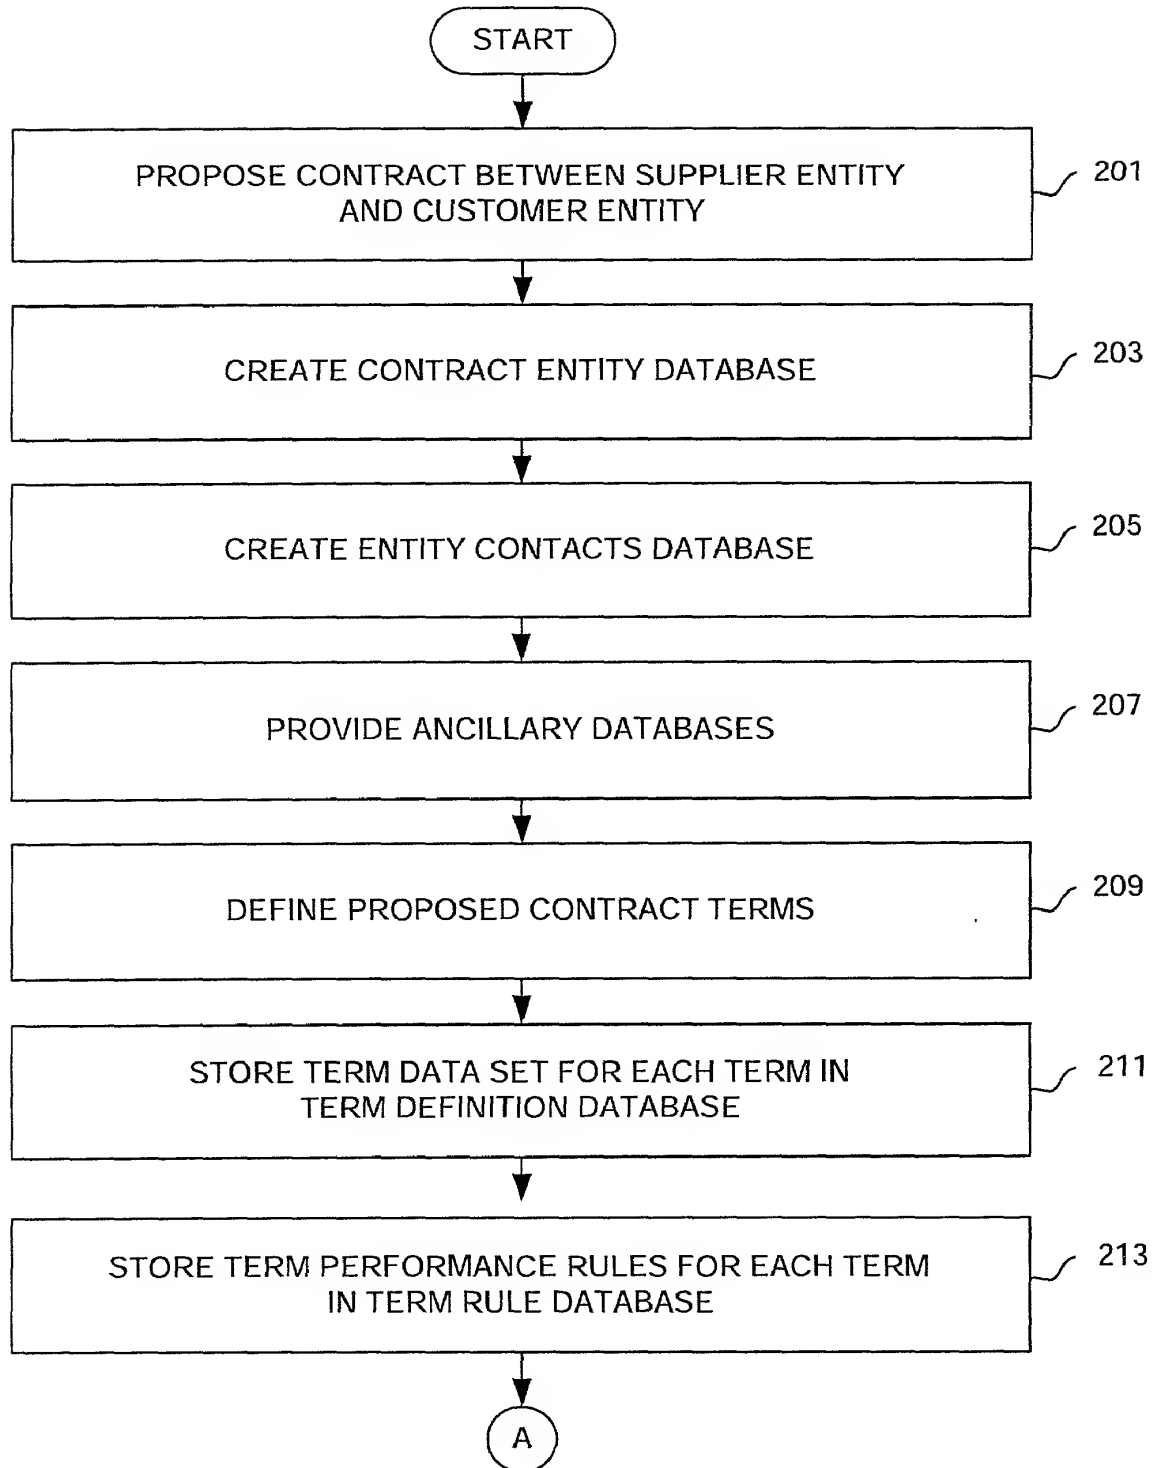 START
PROPOSE CONTRACT BETWEEN SUPPLIER ENTITY
AND CUSTOMER ENTITY
201
CREATE CONTRACT ENTITY DATABASE
203
CREATE ENTITY CONTACTS DATABASE
205
PROVIDE ANCILLARY DATABASES
207
DEFINE PROPOSED CONTRACT TERMS
209
STORE TERM DATA SET FOR EACH TERM IN
TERM DEFINITION DATABASE
211
STORE TERM PERFORMANCE RULES FOR EACH TERM
IN TERM RULE DATABASE
213
A